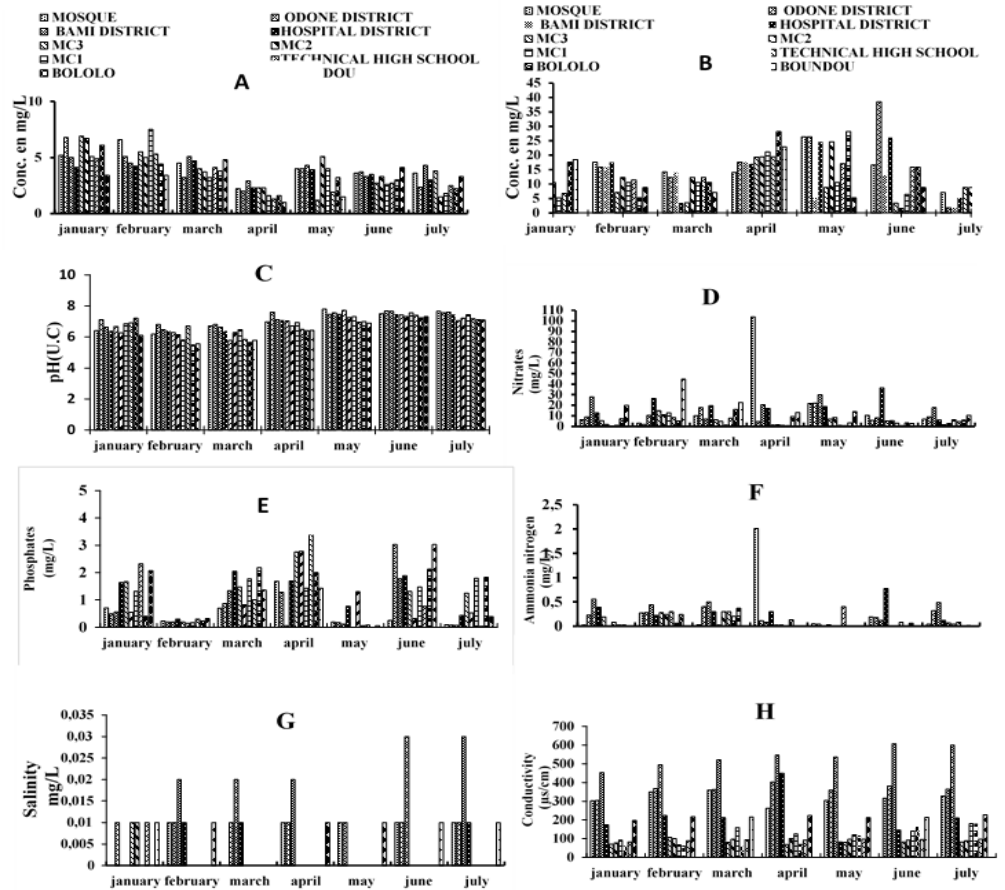 MOSQUE ODONE DISTRICT
BAMI DISTRICT HOSPITAL DISTRICT
MC3 MC2
MC1 TECHNICAL HIGH SCHOOL
BOLOLO DOU
A
Conc. en mg/L
10
5
0
january february march april may june july
MOSQUE ODONE DISTRICT
BAMI DISTRICT HOSPITAL DISTRICT
MC3 MC2
MC1 TECHNICAL HIGH SCHOOL
BOLOLO BOUNDOU
B
Conc. en mg/L
45
40
35
30
25
20
15
10
5
0
january february march april may june july
C
pH(U.C)
10
8
6
4
2
0
january february march april may june july
D
Nitrates
(mg/L)
110
100
90
80
70
60
50
40
30
20
10
0
january february march april may june july
E
Phosphates
(mg/L)
5
4
3
2
1
0
january february march april may june july
F
Ammonia nitrogen
(mg/L)
2,5
2
1,5
1
0,5
0
january february march april may june july
G
Salinity
mg/L
0,035
0,03
0,025
0,02
0,015
0,01
0,005
0
january february march april may june july
H
Conductivity
(µs/cm)
700
600
500
400
300
200
100
0
january february march april may june july